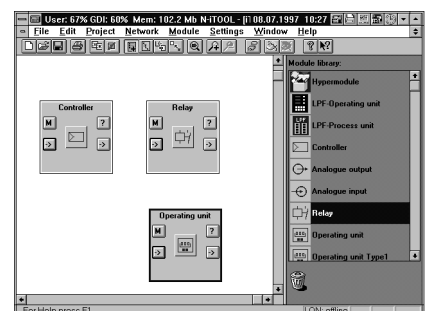 User: 67% GDI: 60% Mem: 102.2 Mb N-iTOOL - [i] 08.07.1997 10:27
File Edit Project Network Module Settings Window Help
Module library:
Hypermodule
LPF-Operating unit
LPF
LPF-Process unit
Controller
Analogue output
Analogue input
Relay
Operating unit
Operating unit Type1
Controller
M ?
-> ->
Relay
M ?
-> ->
Operating unit
M ?
-> ->
For Help press F1
ON: offline